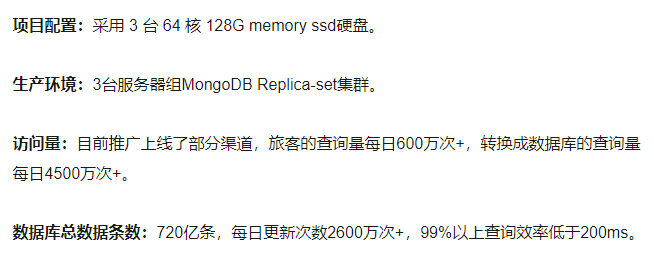 项目配置：采用 3 台 64 核 128G memory ssd硬盘。
生产环境：3台服务器组MongoDB Replica-set集群。
访问量：目前推广上线了部分渠道，旅客的查询量每日600万次+，转换成数据库的查询量
每日4500万次+。
数据库总数据条数：720亿条，每日更新次数2600万次+，99%以上查询效率低于200ms。